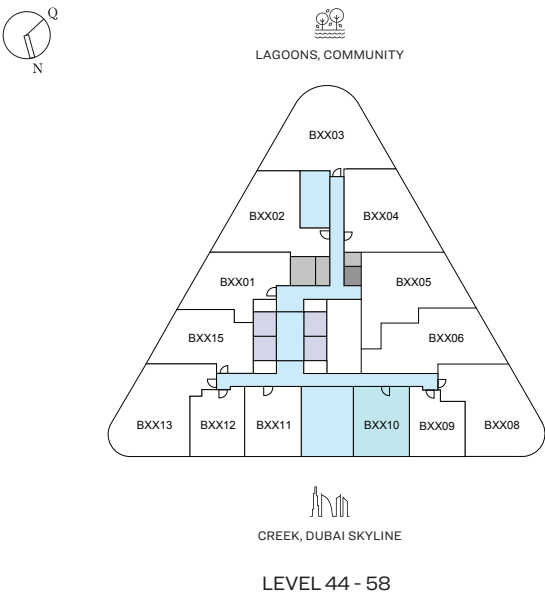 Q
N
LAGOONS, COMMUNITY
BXX03
BXX02
BXX04
BXX01
BXX05
BXX15
BXX06
BXX13
BXX12
BXX11
BXX10
BXX09
BXX08
CREEK, DUBAI SKYLINE
LEVEL 44 - 58